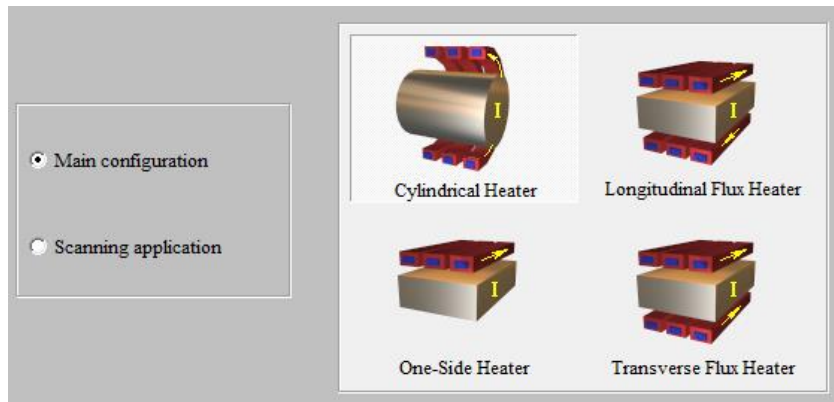 Main configuration
Scanning application
I
Cylindrical Heater
I
Longitudinal Flux Heater
I
One-Side Heater
I
Transverse Flux Heater